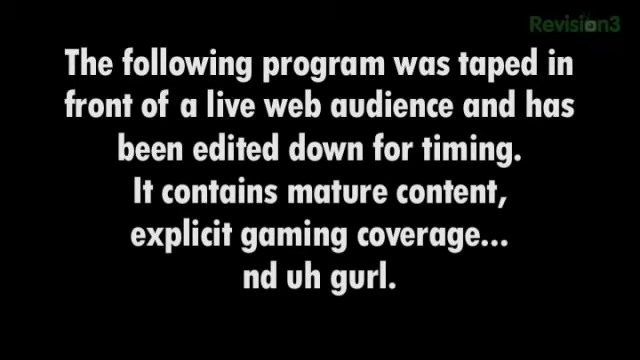 Revision3
The following program was taped in
front of a live web audience and has
been edited down for timing.
It contains mature content,
explicit gaming coverage...
nd uh gurl.